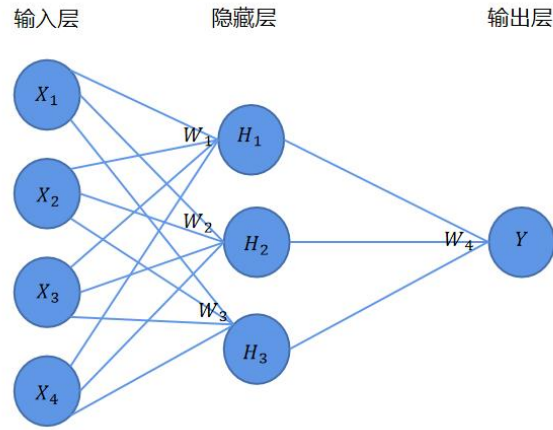 输入层 隐藏层 输出层
X₁
W₁ H₁
X₂
W₂ H₂ W₄ Y
X₃
W₃
H₃
X₄